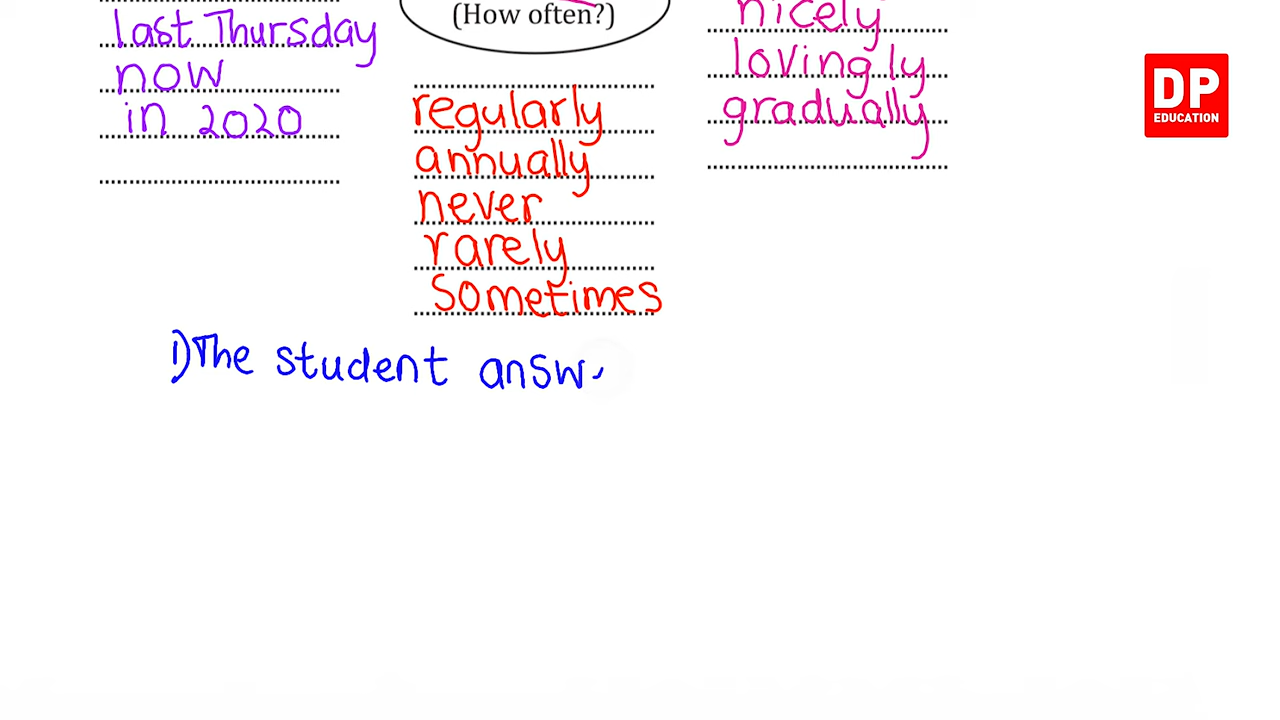 last Thursday
now
in 2020
(How often?)
regularly
annually
never
rarely
sometimes
nicely
lovingly
gradually
DP
EDUCATION
1) The student answ